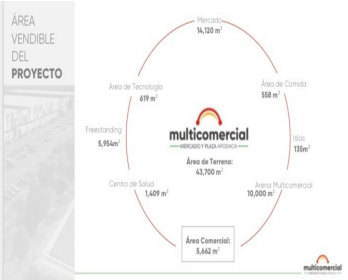 ÁREA
VENDIBLE
DEL
PROYECTO
Mercado
14,120 m²
Área de Tecnología
619 m²
Área de Comida
558 m²
Freestanding
5,954m²
multicomercial
MERCADO Y PLAZA APODACA
Área de Terreno:
43,700 m²
Islas
135m²
Centro de Salud
1,409 m²
Arena Multicomercial
10,000 m²
Área Comercial:
5,662 m²
multicomercial